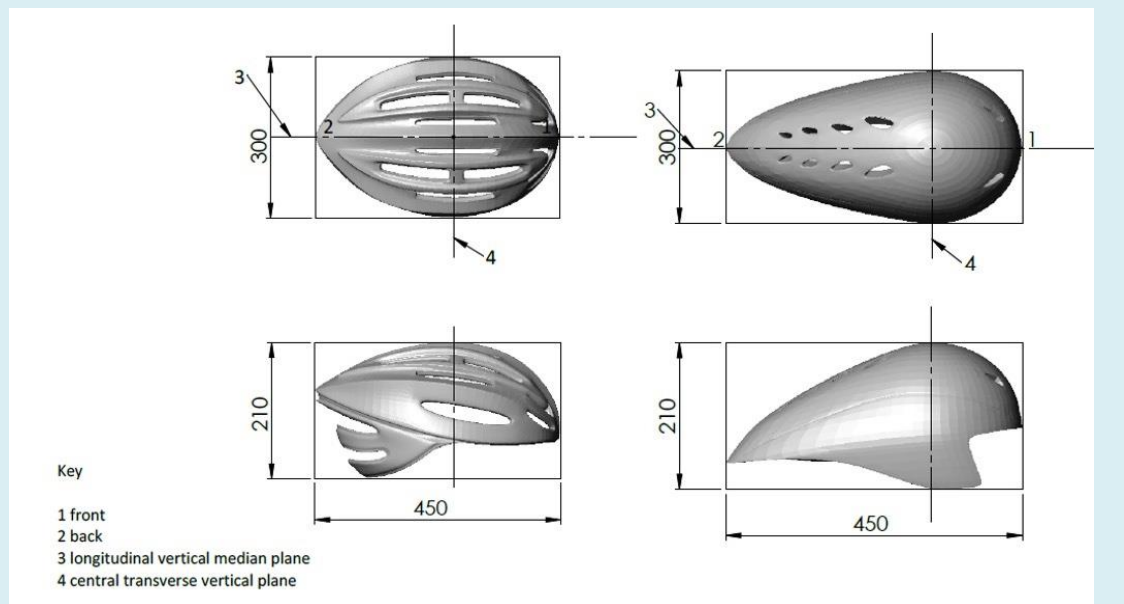 3
2
1
300
4
3
2
1
300
4
210
450
210
450
Key
1 front
2 back
3 longitudinal vertical median plane
4 central transverse vertical plane